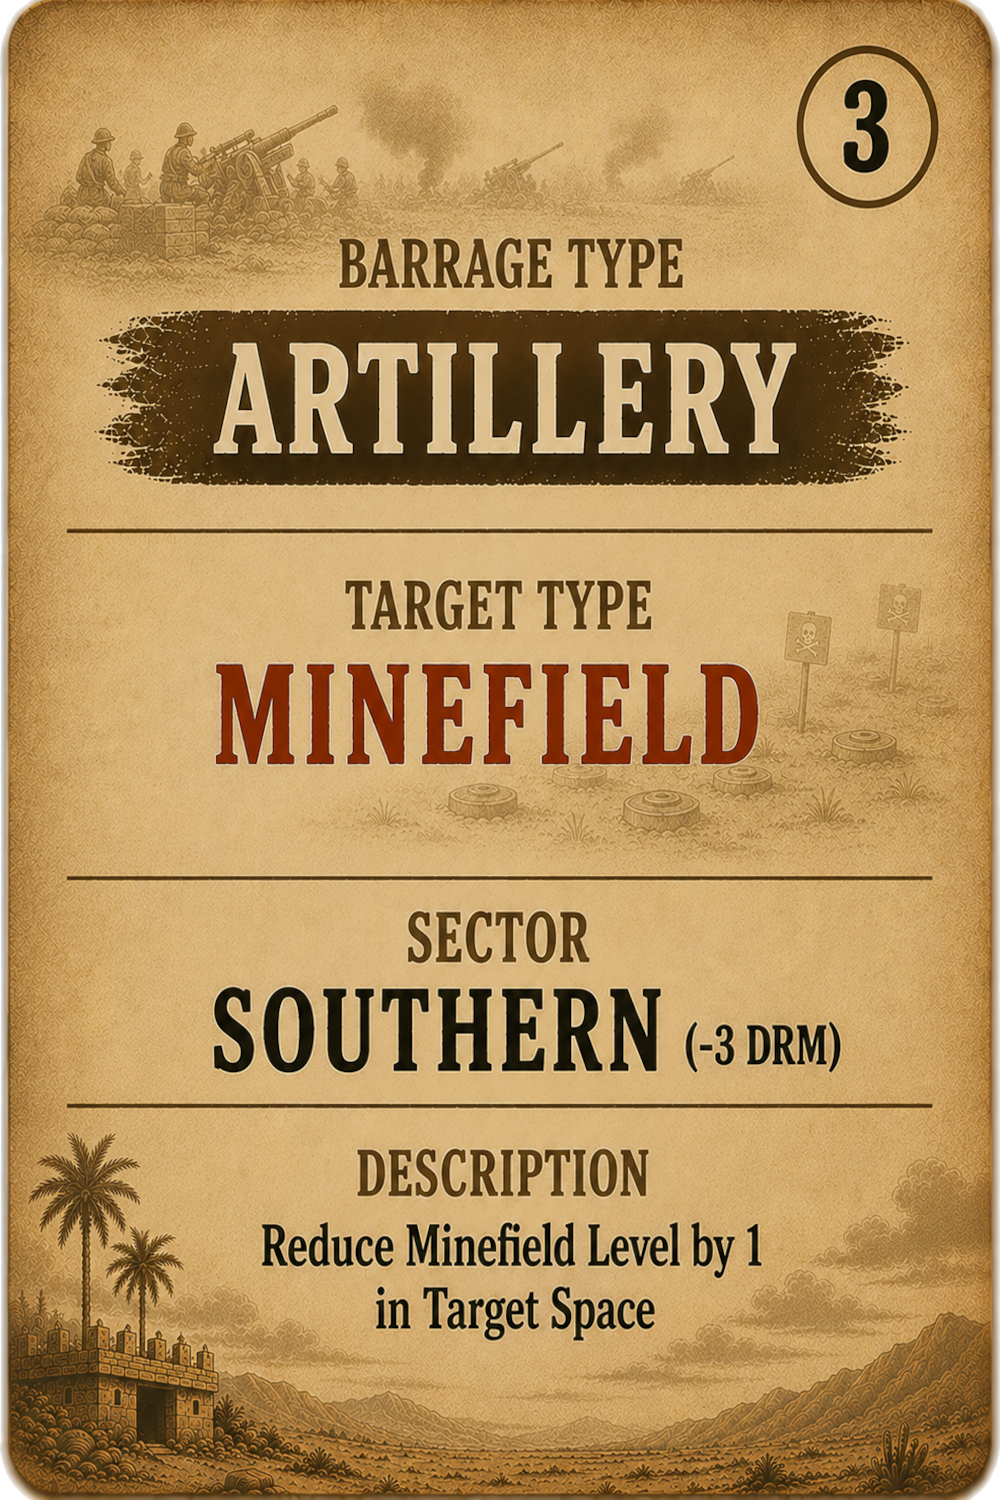 3
BARRAGE TYPE
ARTILLERY
TARGET TYPE
MINEFIELD
SECTOR
SOUTHERN (-3 DRM)
DESCRIPTION
Reduce Minefield Level by 1
in Target Space